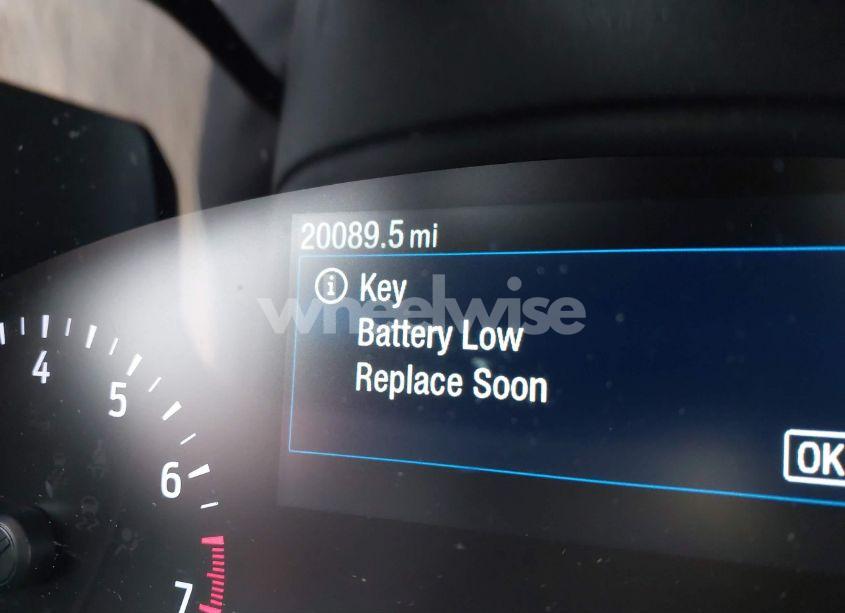 20089.5 mi
i Key
wheelwise
Battery Low
Replace Soon
OK
4
5
6
7